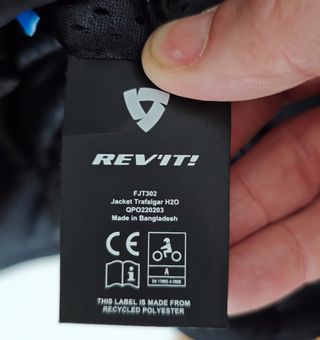 REV'IT!
FJT302
Jacket Trafalgar H2O
QPO220203
Made in Bangladesh
CE
A
EN 17092-4:2020
THIS LABEL IS MADE FROM
RECYCLED POLYESTER